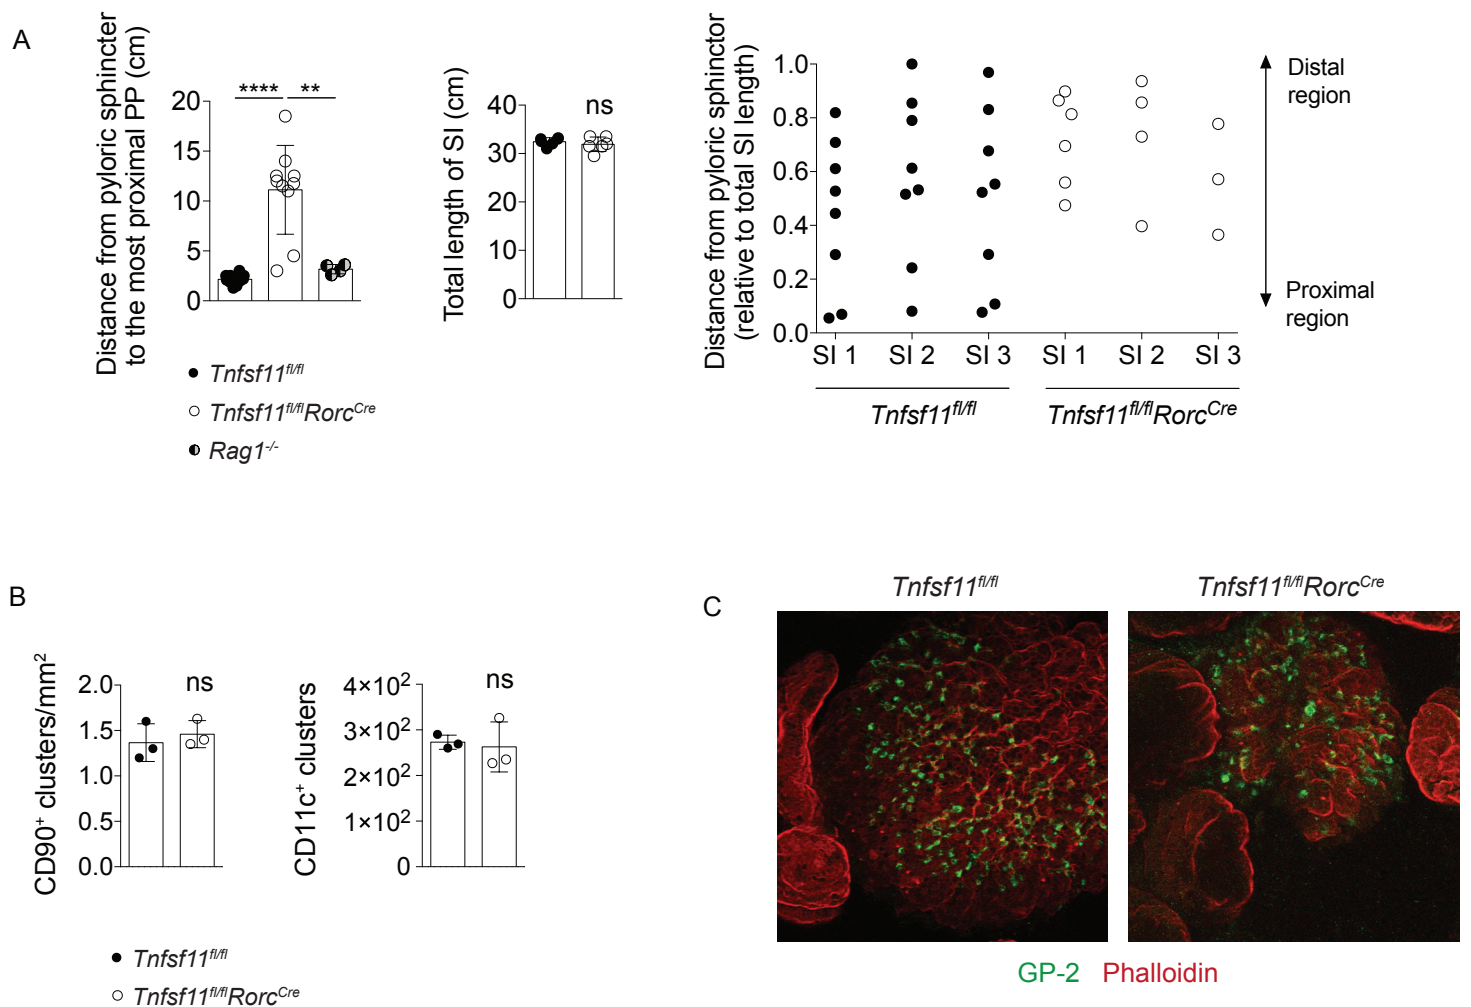 A
Distance from pyloric sphincter
to the most proximal PP (cm)
20
15
10
5
0
**** **
Total length of SI (cm)
40
30
20
10
0
ns
Distance from pyloric sphinctor
(relative to total SI length)
1.0
0.8
0.6
0.4
0.2
0.0
SI 1 SI 2 SI 3 SI 1 SI 2 SI 3
Tnfsf11fl/fl Tnfsf11fl/flRorcCre
Distal
region
Proximal
region
Tnfsf11fl/fl
Tnfsf11fl/flRorcCre
Rag1-/-
B
CD90+ clusters/mm2
2.0
1.5
1.0
0.5
0.0
ns
CD11c+ clusters
4×102
3×102
2×102
1×102
0
ns
Tnfsf11fl/fl
Tnfsf11fl/flRorcCre
C
Tnfsf11fl/fl Tnfsf11fl/flRorcCre
GP-2 Phalloidin